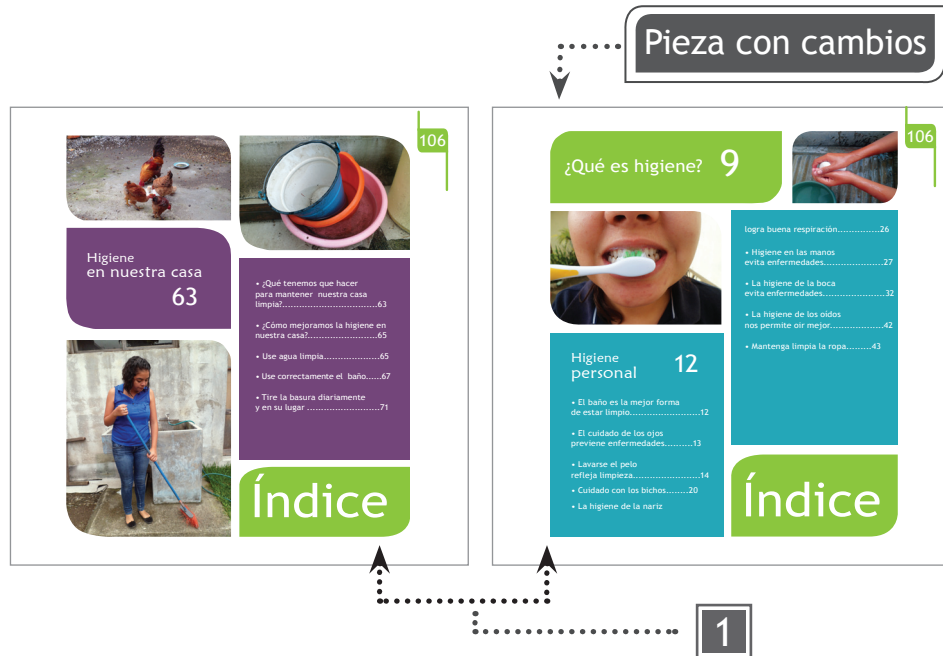 Pieza con cambios
106
Higiene
en nuestra casa
63
• ¿Qué tenemos que hacer
para mantener nuestra casa
limpia?.............................63
• ¿Cómo mejoramos la higiene en
nuestra casa?......................65
• Use agua limpia................65
• Use correctamente el baño......67
• Tire la basura diariamente
y en su lugar ..........................71
Índice
106
¿Qué es higiene? 9
Higiene
personal
12
• El baño es la mejor forma
de estar limpio.........................12
• El cuidado de los ojos
previene enfermedades..........13
• Lavarse el pelo
refleja limpieza.......................14
• Cuidado con los bichos........20
• La higiene de la nariz
logra buena respiración...............26
• Higiene en las manos
evita enfermedades.....................27
• La higiene de la boca
evita enfermedades......................32
• La higiene de los oídos
nos permite oir mejor...................42
• Mantenga limpia la ropa.....43
Índice
1